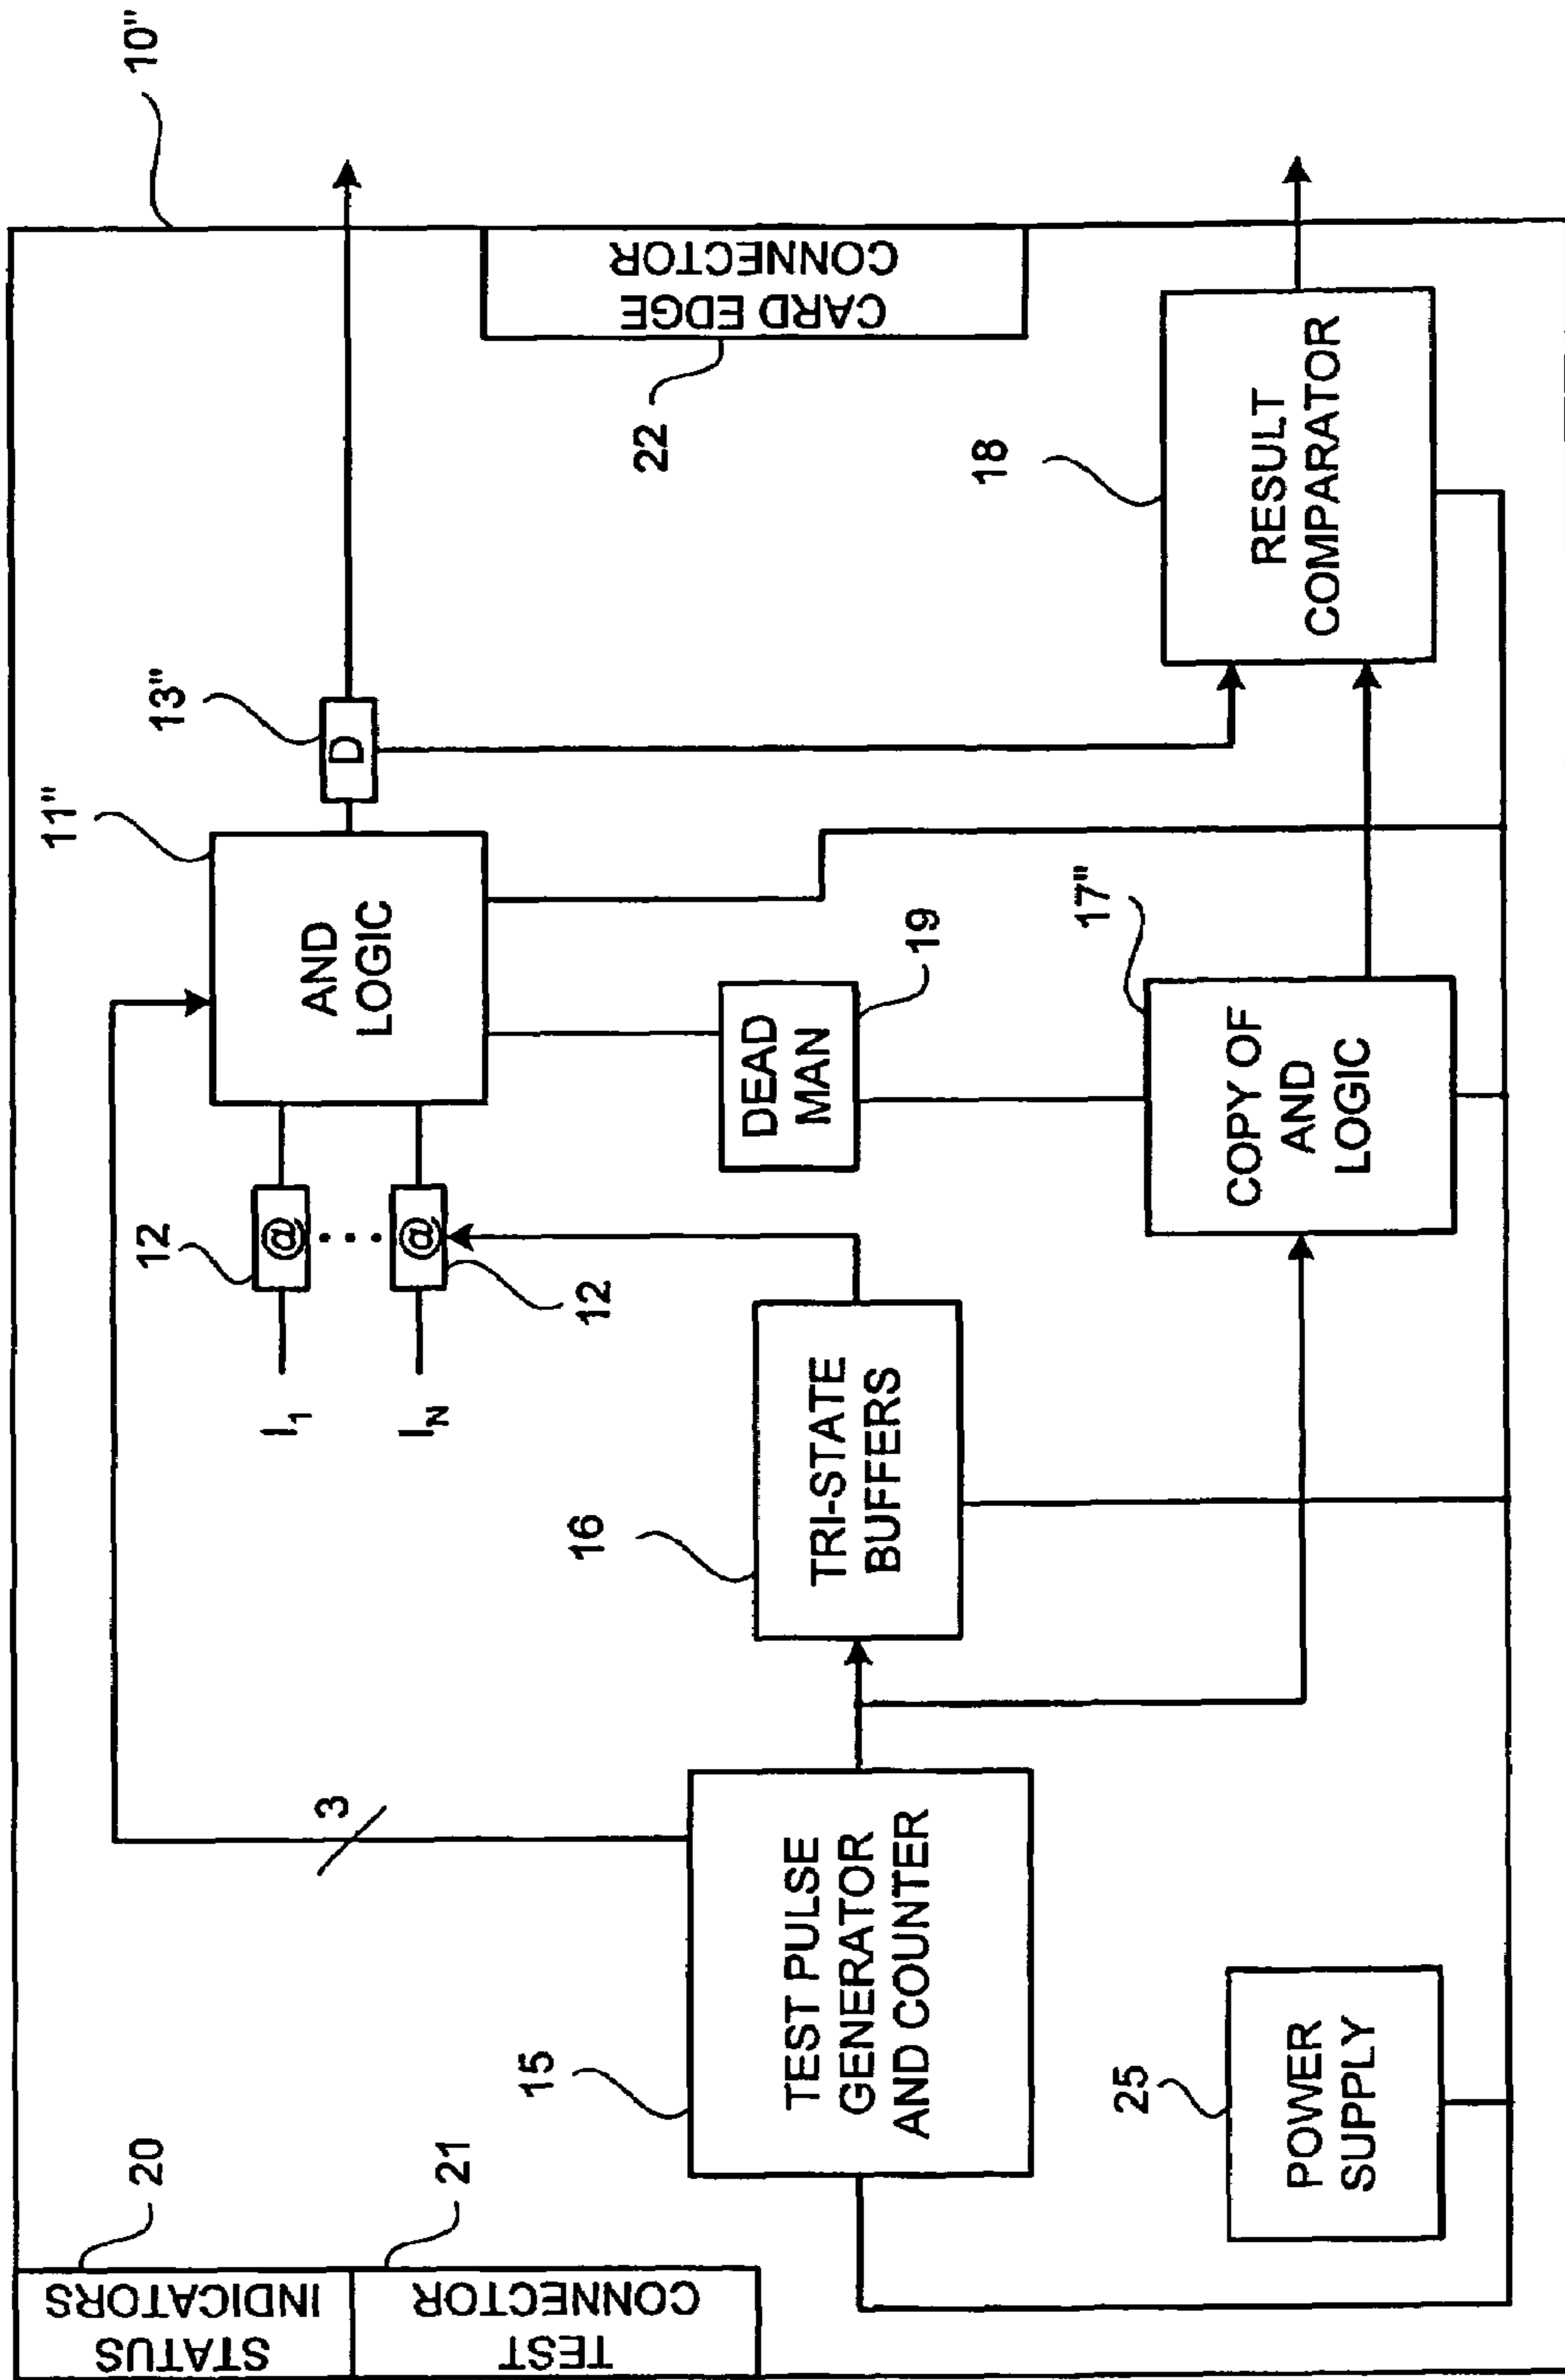 10"
STATUS
INDICATORS
20
TEST
CONNECTOR
21
3
I₁
12
@
Iɴ
@
12
11"
AND
LOGIC
13"
D
CARD EDGE
CONNECTOR
22
15
TEST PULSE
GENERATOR
AND COUNTER
16
TRI-STATE
BUFFERS
DEAD
MAN
19
25
POWER
SUPPLY
17"
COPY OF
AND
LOGIC
18
RESULT
COMPARATOR